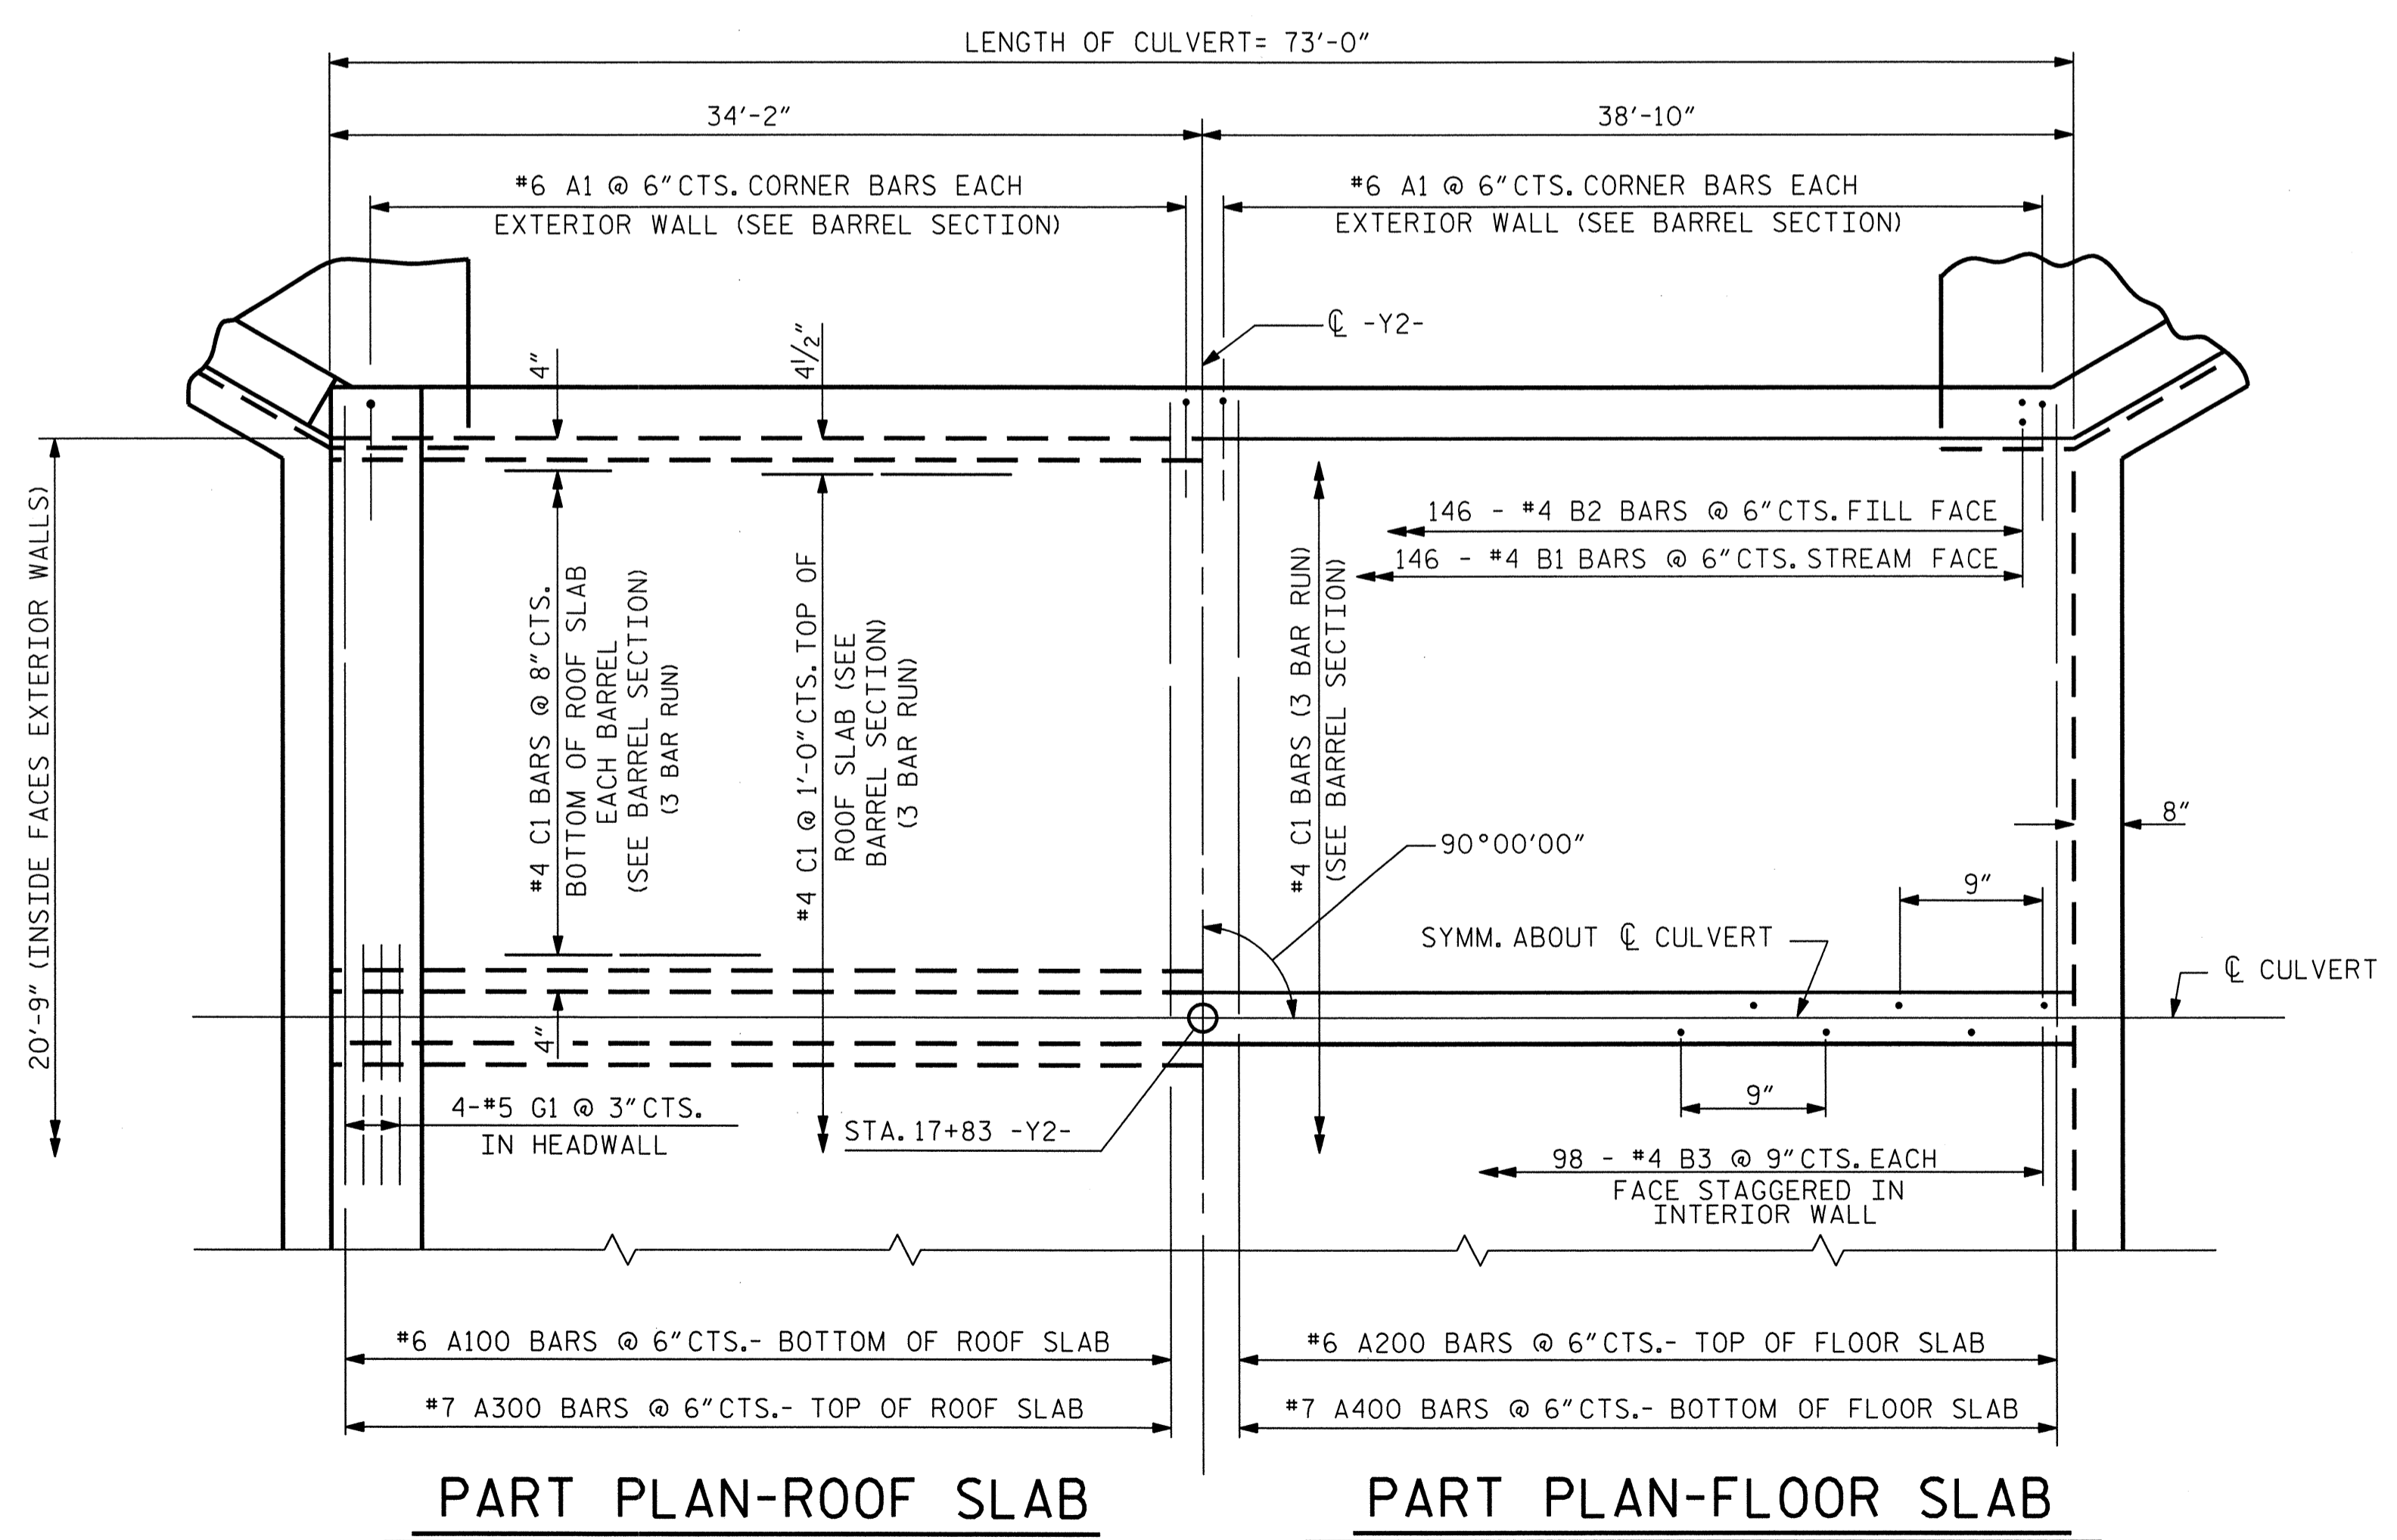 LENGTH OF CULVERT= 73'-0"
34'-2"
38'-10"
#6 A1 @ 6"CTS. CORNER BARS EACH
EXTERIOR WALL (SEE BARREL SECTION)
#6 A1 @ 6"CTS. CORNER BARS EACH
EXTERIOR WALL (SEE BARREL SECTION)
℄ -Y2-
4"
4½"
20'-9" (INSIDE FACES EXTERIOR WALLS)
#4 C1 BARS @ 8"CTS.
BOTTOM OF ROOF SLAB
EACH BARREL
(SEE BARREL SECTION)
(3 BAR RUN)
#4 C1 @ 1'-0"CTS. TOP OF
ROOF SLAB (SEE
BARREL SECTION)
(3 BAR RUN)
#4 C1 BARS (3 BAR RUN)
(SEE BARREL SECTION)
146 - #4 B2 BARS @ 6"CTS. FILL FACE
146 - #4 B1 BARS @ 6"CTS. STREAM FACE
8"
90°00'00"
9"
SYMM. ABOUT ℄ CULVERT
℄ CULVERT
4"
9"
4-#5 G1 @ 3"CTS.
IN HEADWALL
STA. 17+83 -Y2-
98 - #4 B3 @ 9"CTS. EACH
FACE STAGGERED IN
INTERIOR WALL
#6 A100 BARS @ 6"CTS.- BOTTOM OF ROOF SLAB
#6 A200 BARS @ 6"CTS.- TOP OF FLOOR SLAB
#7 A300 BARS @ 6"CTS.- TOP OF ROOF SLAB
#7 A400 BARS @ 6"CTS.- BOTTOM OF FLOOR SLAB
PART PLAN-ROOF SLAB
PART PLAN-FLOOR SLAB